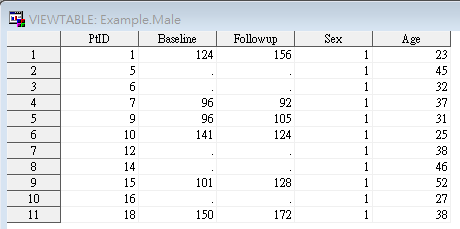 VIEWTABLE: Example.Male
PtID Baseline Followup Sex Age
1 1 124 156 1 23
2 5 . . 1 45
3 6 . . 1 32
4 7 96 92 1 37
5 9 96 105 1 31
6 10 141 124 1 25
7 12 . . 1 38
8 14 . . 1 46
9 15 101 128 1 52
10 16 . . 1 27
11 18 150 172 1 38